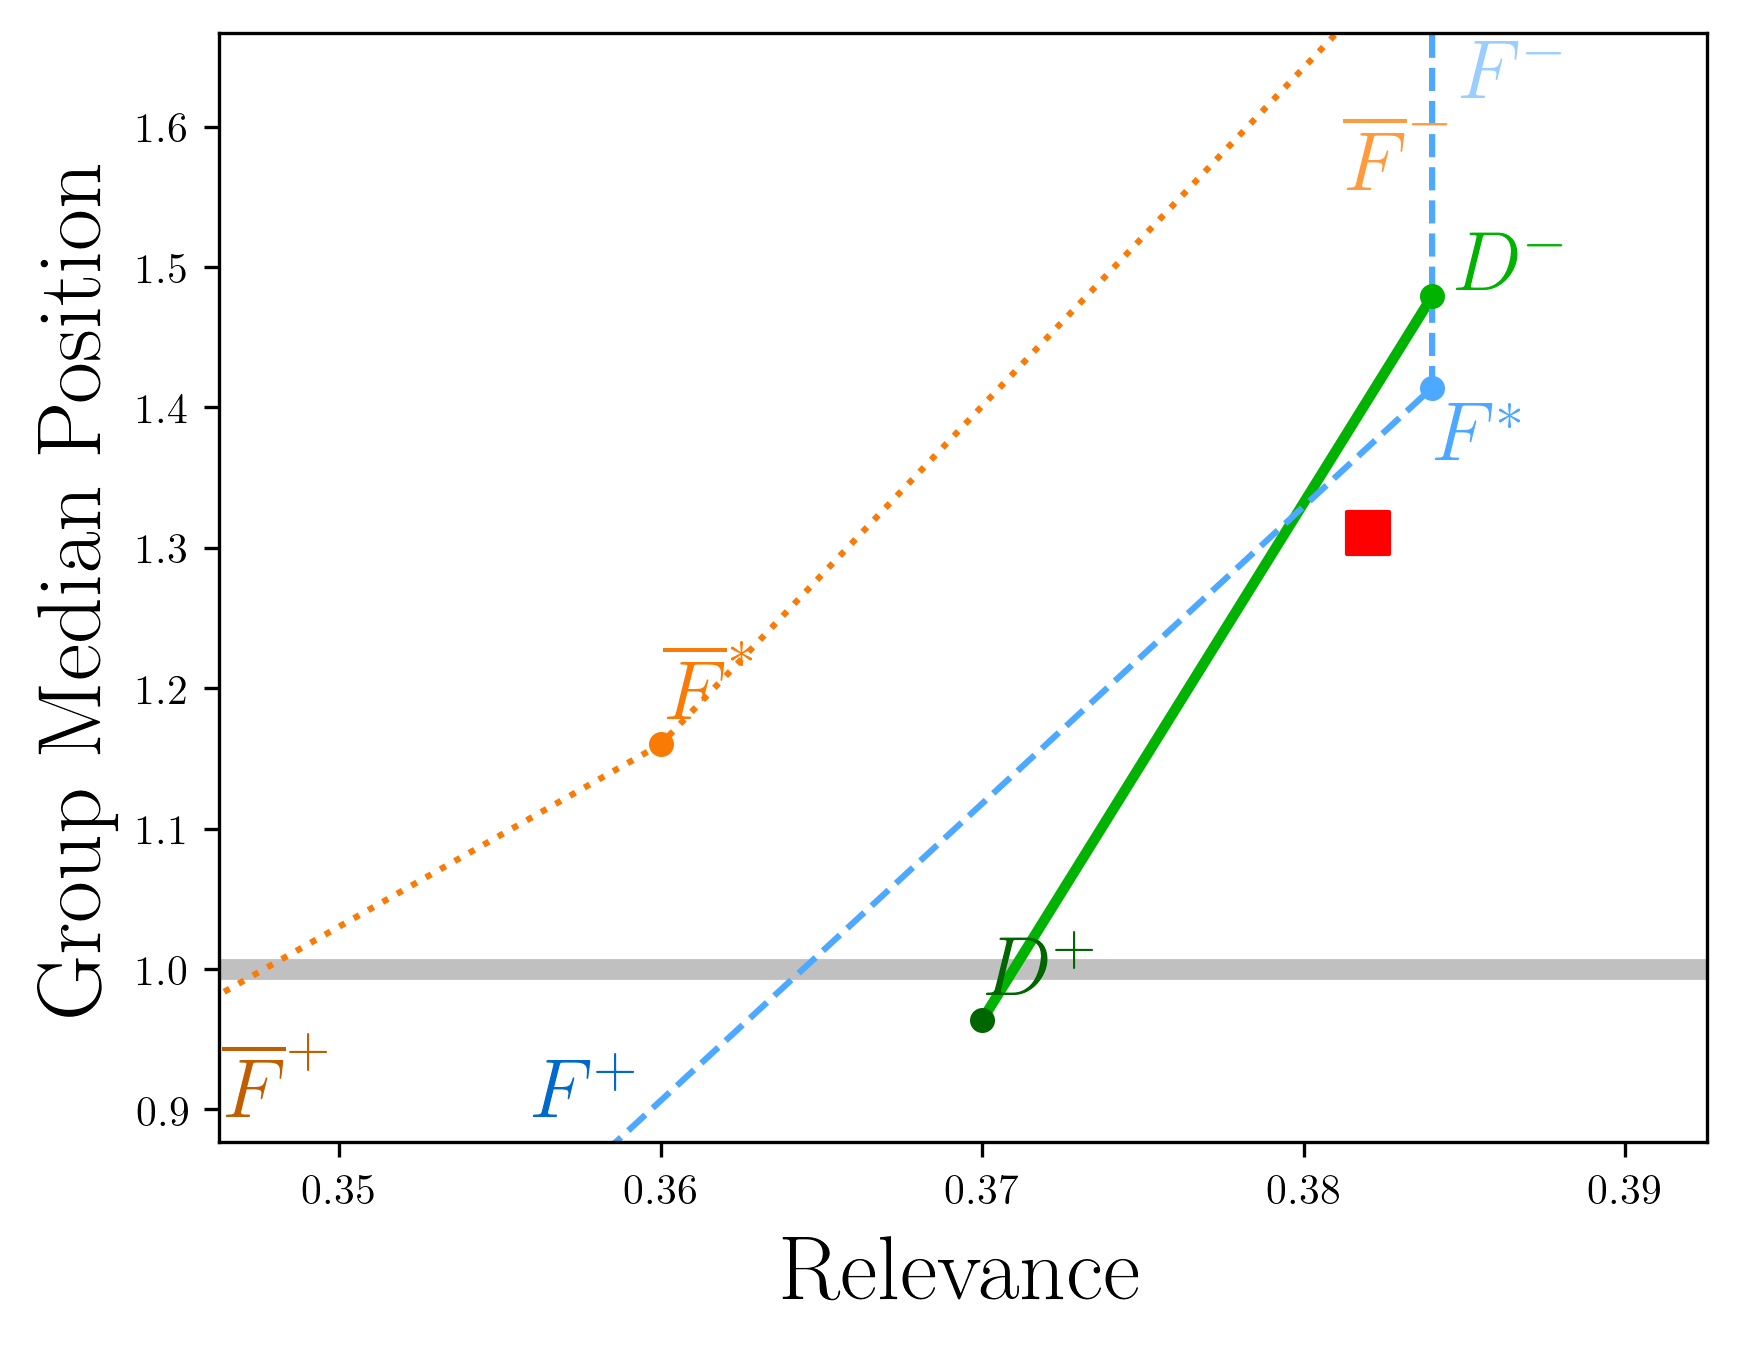 Group Median Position
1.6
1.5
1.4
1.3
1.2
1.1
1.0
0.9
F⁻
F̅⁻
D⁻
F*
F̅*
D⁺
F̅⁺
F⁺
0.35 0.36 0.37 0.38 0.39
Relevance